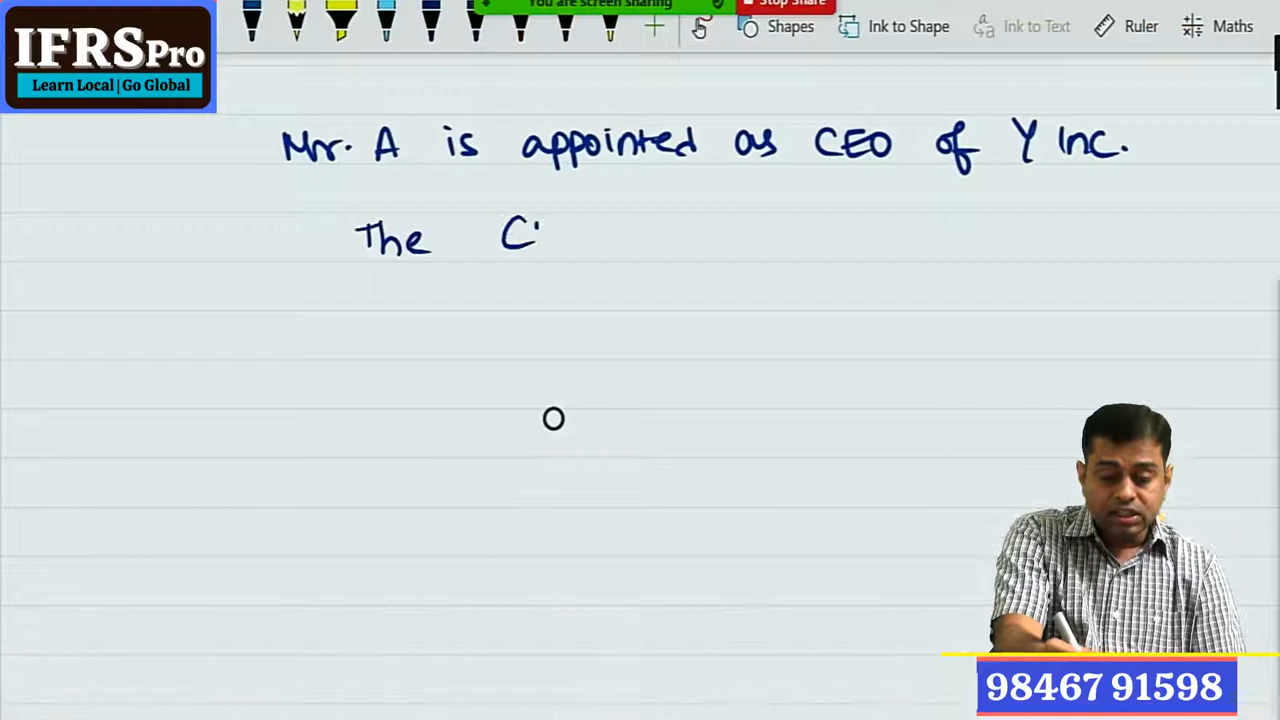 You are screen sharing
Stop Share
IFRSPro
Learn Local|Go Global
Shapes
Ink to Shape
Ink to Text
Ruler
Maths
Mr. A is appointed as CEO of Y Inc.
The C
98467 91598